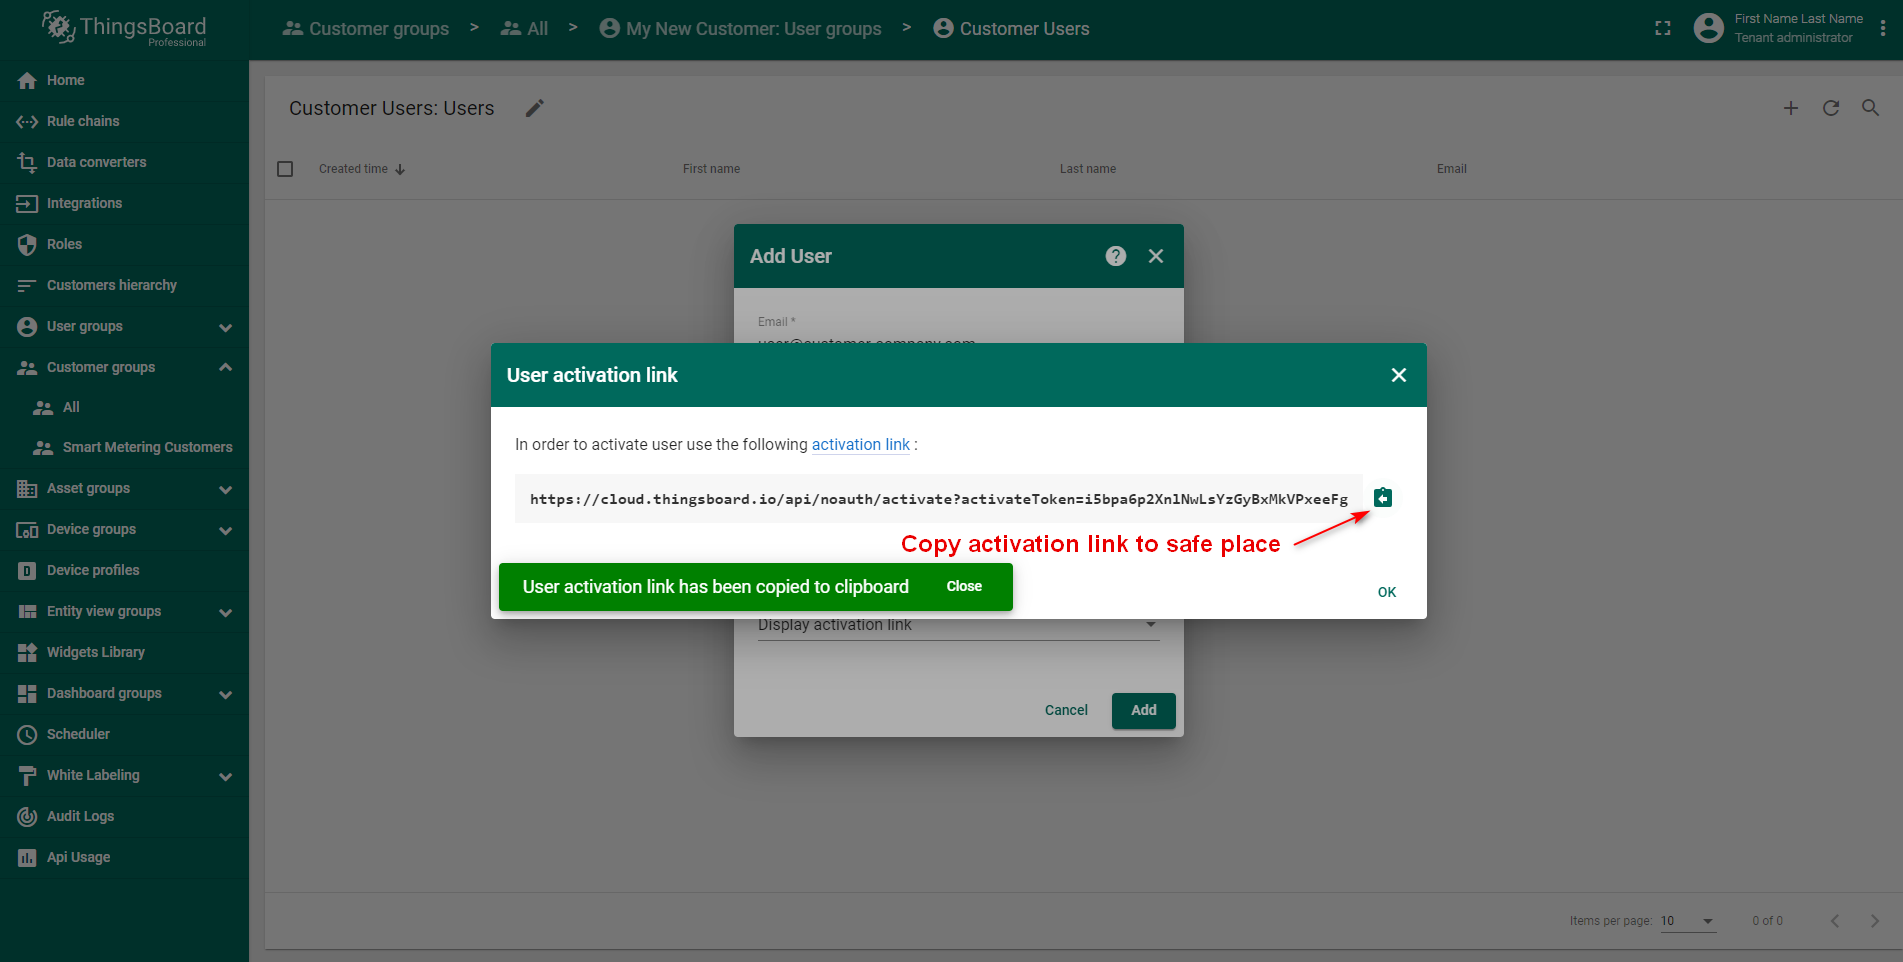 ThingsBoard
Professional
Customer groups > All > My New Customer: User groups > Customer Users
First Name Last Name
Tenant administrator
Home
Rule chains
Data converters
Integrations
Roles
Customers hierarchy
User groups
Customer groups
All
Smart Metering Customers
Asset groups
Device groups
Device profiles
Entity view groups
Widgets Library
Dashboard groups
Scheduler
White Labeling
Audit Logs
Api Usage
Customer Users: Users
Created time First name Last name Email
Add User
Email *
user@customer-company.com
User activation link
In order to activate user use the following activation link :
https://cloud.thingsboard.io/api/noauth/activate?activateToken=i5bpa6p2XnlNwLsYzGyBxMkVPxeeFg
Copy activation link to safe place
User activation link has been copied to clipboard Close
OK
Display activation link
Cancel Add
Items per page: 10 0 of 0